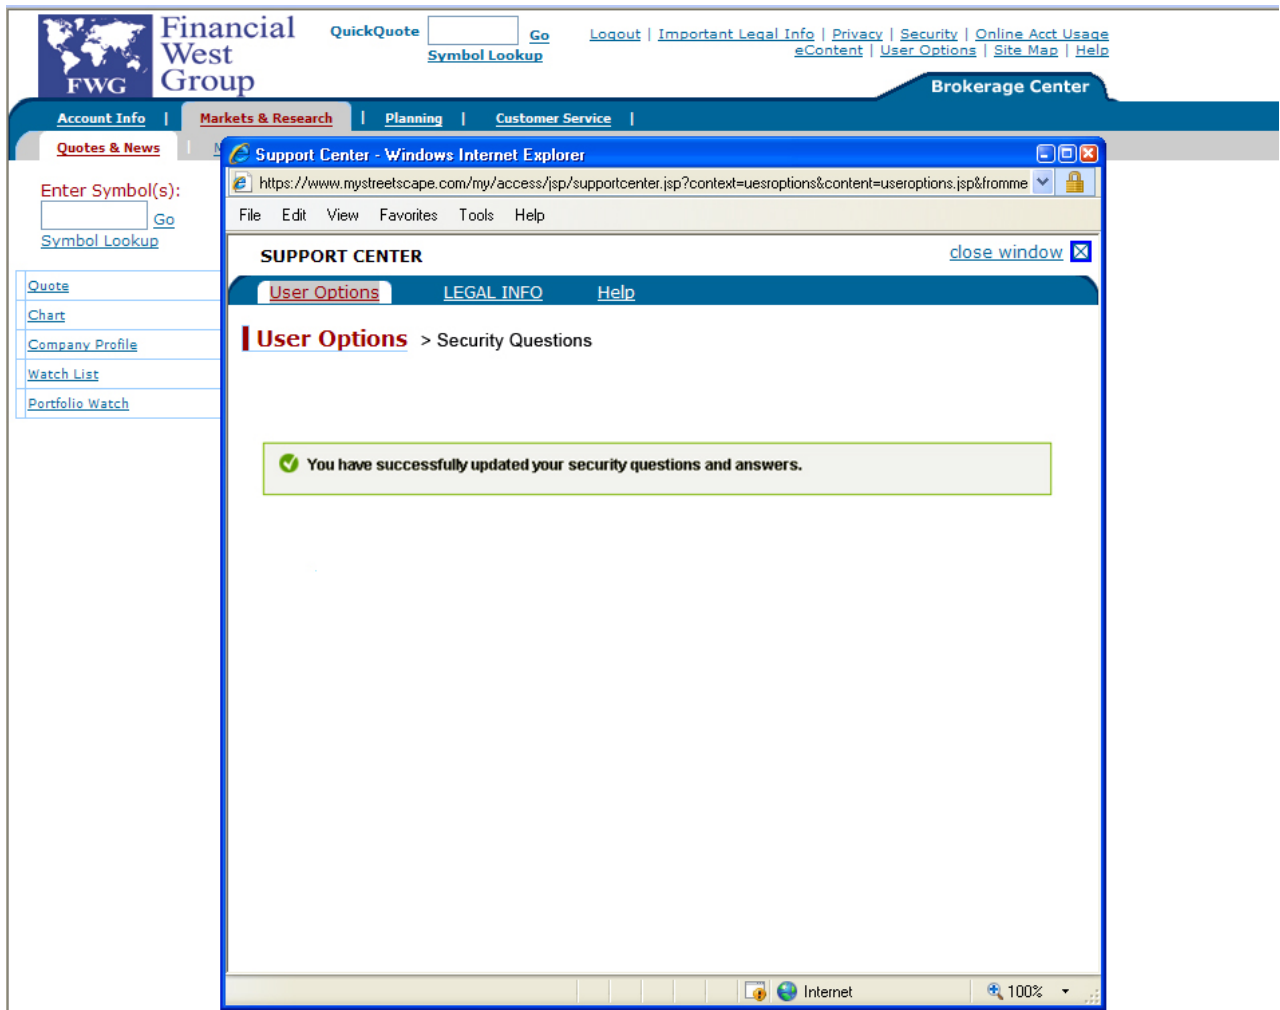 Financial
West
Group
FWG
QuickQuote
Go
Symbol Lookup
Logout | Important Legal Info | Privacy | Security | Online Acct Usage
eContent | User Options | Site Map | Help
Brokerage Center
Account Info | Markets & Research | Planning | Customer Service |
Quotes & News |
Enter Symbol(s):
Go
Symbol Lookup
Quote
Chart
Company Profile
Watch List
Portfolio Watch
Support Center - Windows Internet Explorer
https://www.mystreetscape.com/my/access/jsp/supportcenter.jsp?context=uesroptions&content=useroptions.jsp&fromme
File Edit View Favorites Tools Help
SUPPORT CENTER
close window
User Options LEGAL INFO Help
User Options > Security Questions
You have successfully updated your security questions and answers.
Internet
100%